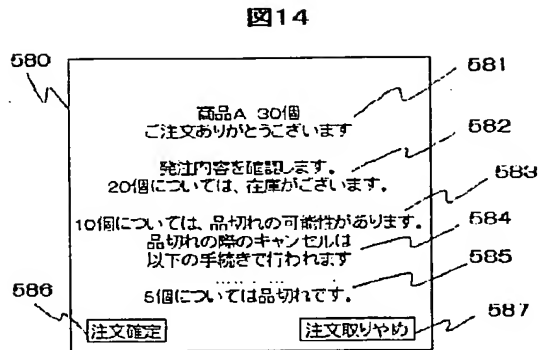 図14
580
581
商品A 30個
ご注文ありがとうございます
582
発注内容を確認します。
20個については、在庫がございます。
583
10個については、品切れの可能性があります。
584
品切れの際のキャンセルは
以下の手続きで行われます
585
.........
5個については品切れです。
586
587
注文確定
注文取りやめ